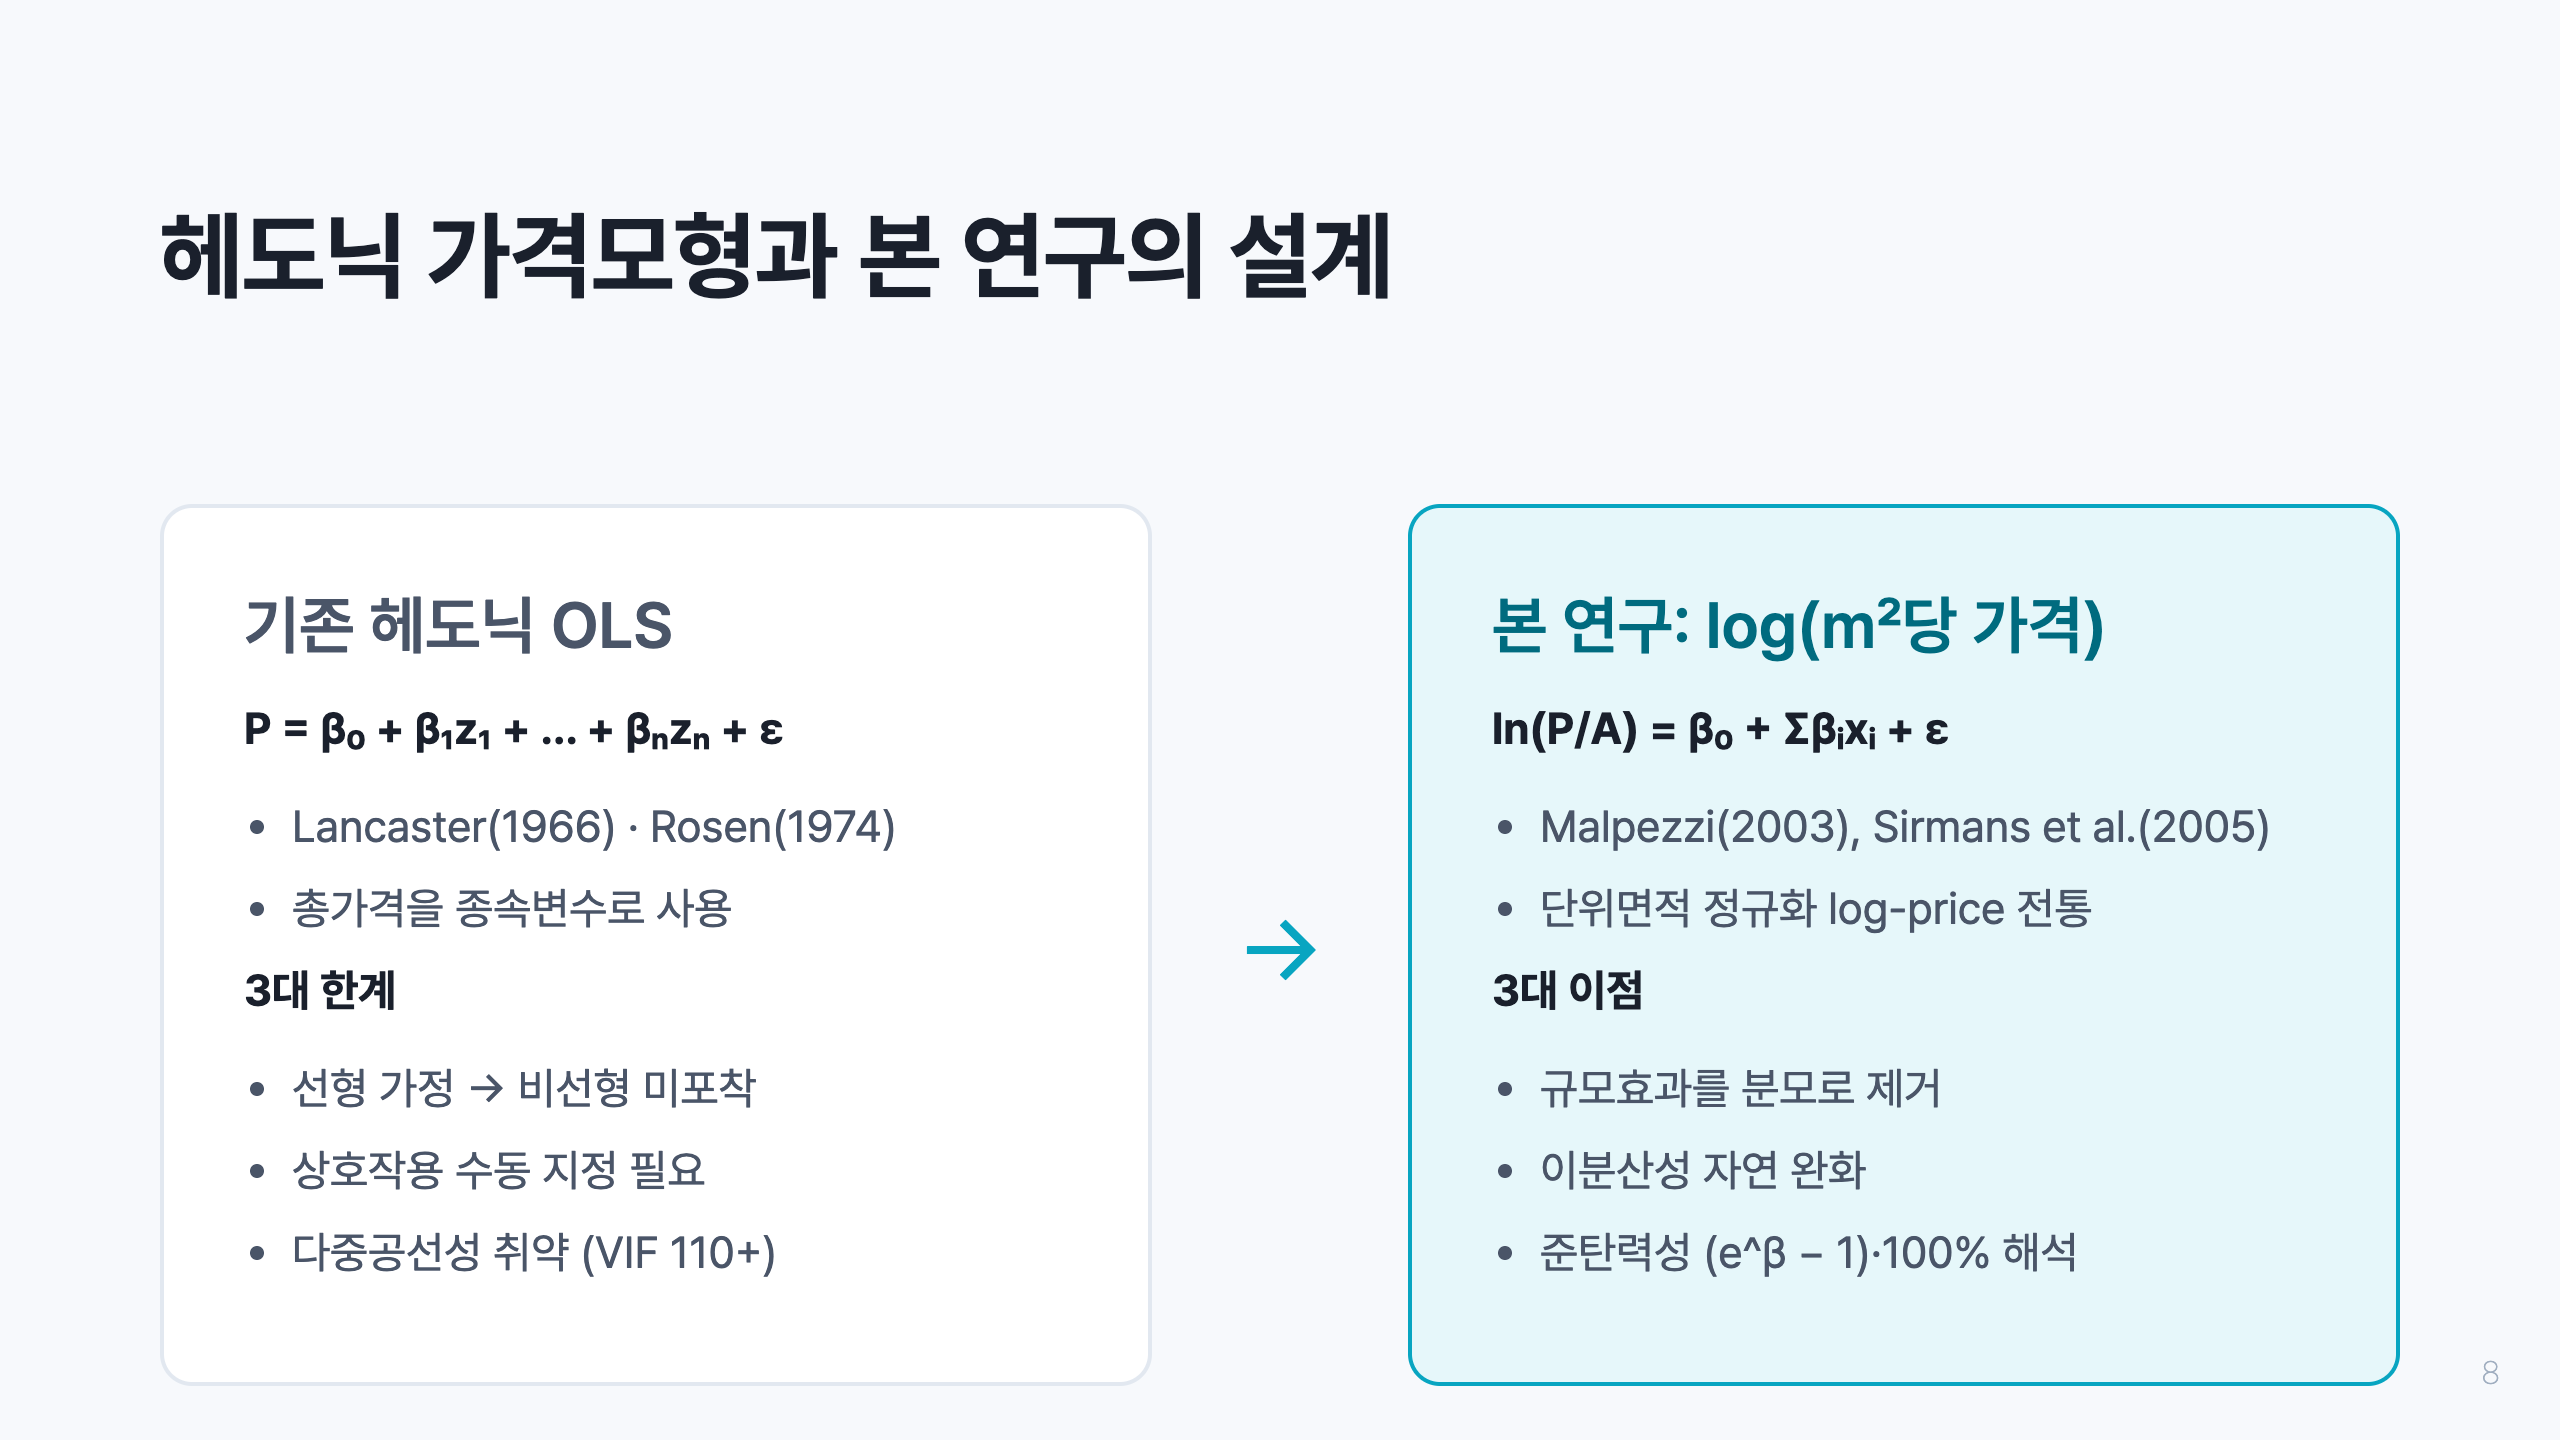 헤도닉 가격모형과 본 연구의 설계
기존 헤도닉 OLS
P = β₀ + β₁z₁ + … + βₙzₙ + ε
• Lancaster(1966) · Rosen(1974)
• 총가격을 종속변수로 사용
3대 한계
• 선형 가정 → 비선형 미포착
• 상호작용 수동 지정 필요
• 다중공선성 취약 (VIF 110+)
→
본 연구: log(m²당 가격)
ln(P/A) = β₀ + Σβᵢxᵢ + ε
• Malpezzi(2003), Sirmans et al.(2005)
• 단위면적 정규화 log-price 전통
3대 이점
• 규모효과를 분모로 제거
• 이분산성 자연 완화
• 준탄력성 (e^β − 1)·100% 해석
8